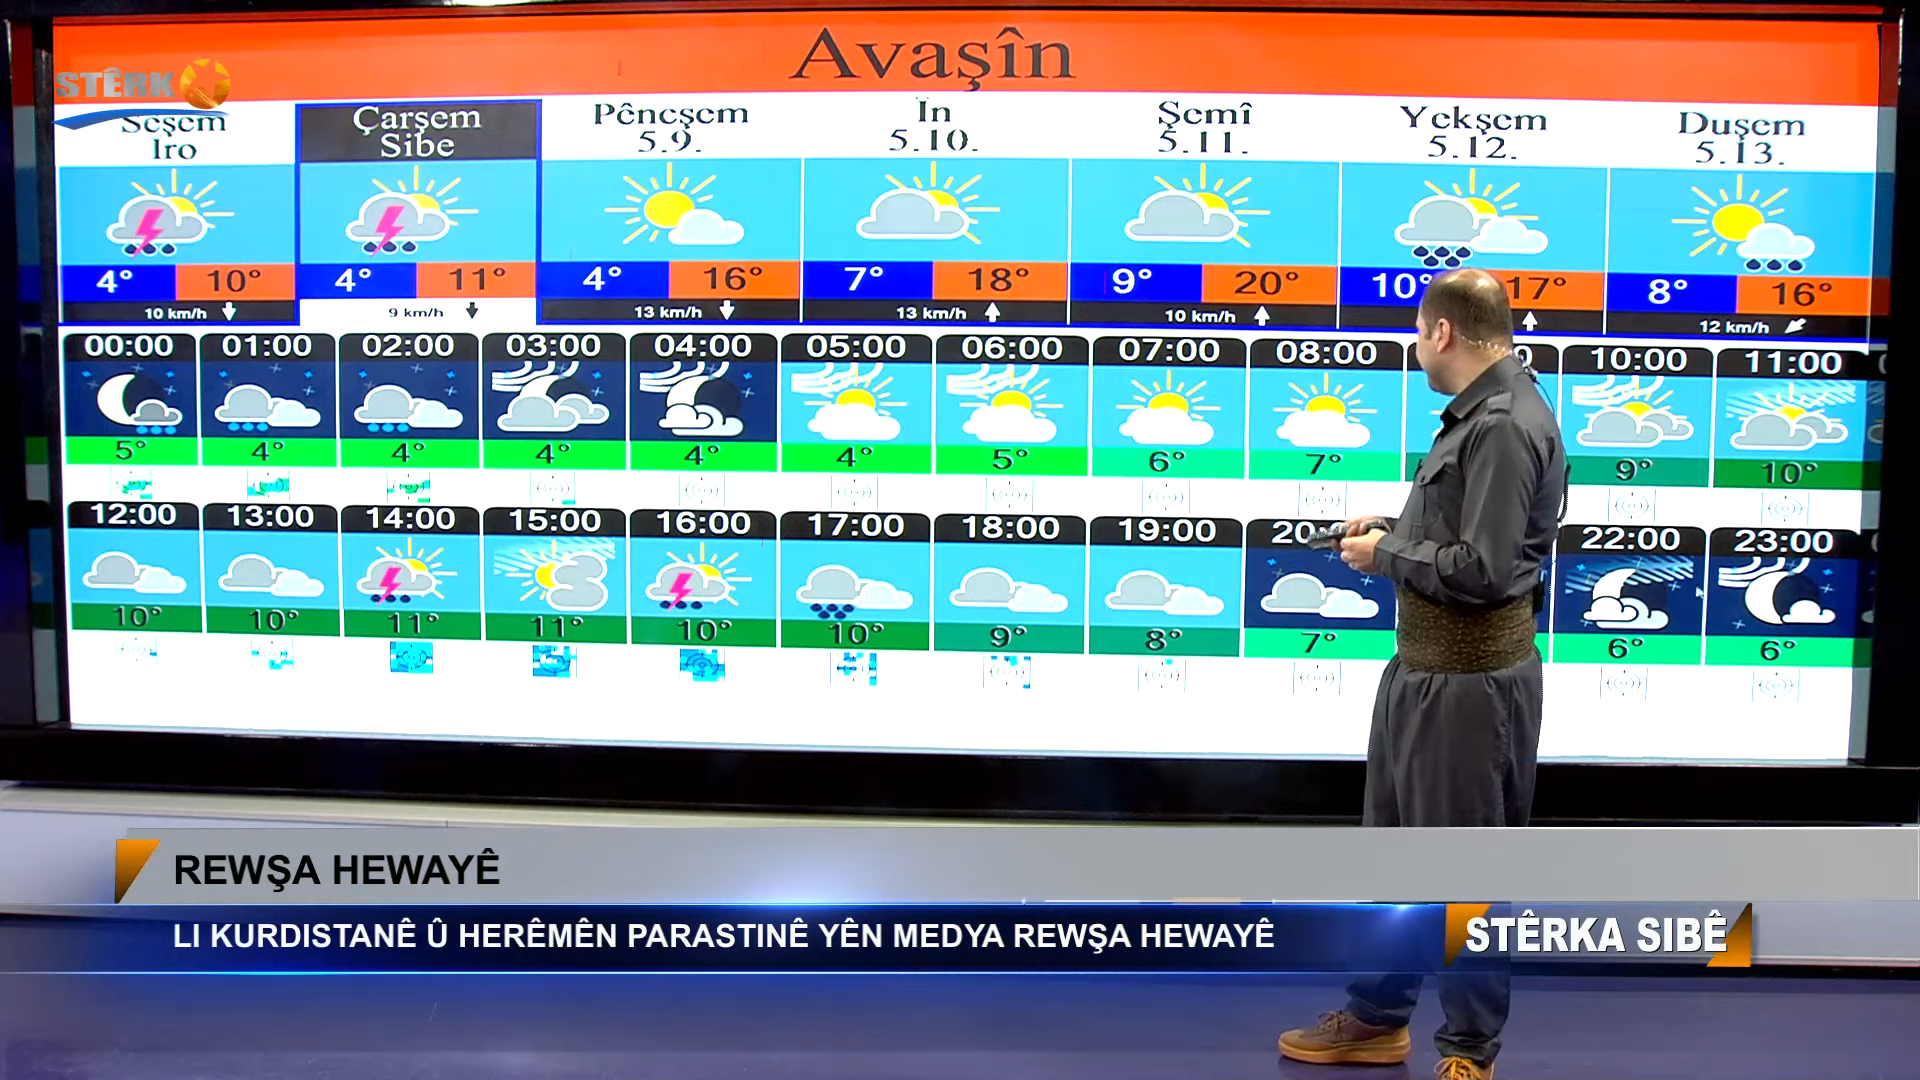 Avaşîn
STÊRK
Seşem
Iro
Çarşem
Sibe
Pêncşem
5.9.
În
5.10.
Şemî
5.11.
Yekşem
5.12.
Duşem
5.13.
4° 10°
4° 11°
4° 16°
7° 18°
9° 20°
10° 17°
8° 16°
10 km/h
9 km/h
13 km/h
13 km/h
10 km/h
12 km/h
00:00 01:00 02:00 03:00 04:00 05:00 06:00 07:00 08:00 10:00 11:00
5° 4° 4° 4° 4° 4° 5° 6° 7° 9° 10°
12:00 13:00 14:00 15:00 16:00 17:00 18:00 19:00 20: 22:00 23:00
10° 10° 11° 11° 10° 10° 9° 8° 7° 6° 6°
REWŞA HEWAYÊ
LI KURDISTANÊ Û HERÊMÊN PARASTINÊ YÊN MEDYA REWŞA HEWAYÊ
STÊRKA SIBÊ